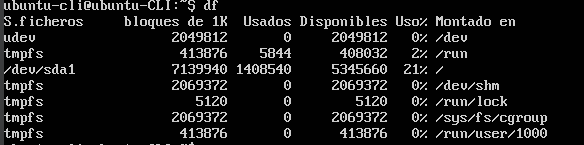 ubuntu-cli@ubuntu-CLI:~$ df
S.ficheros     bloques de 1K  Usados Disponibles Uso% Montado en
udev                 2049812       0     2049812   0% /dev
tmpfs                 413876    5844      408032   2% /run
/dev/sda1            7139940 1408540     5345660  21% /
tmpfs                2069372       0     2069372   0% /dev/shm
tmpfs                   5120       0        5120   0% /run/lock
tmpfs                2069372       0     2069372   0% /sys/fs/cgroup
tmpfs                 413876       0      413876   0% /run/user/1000